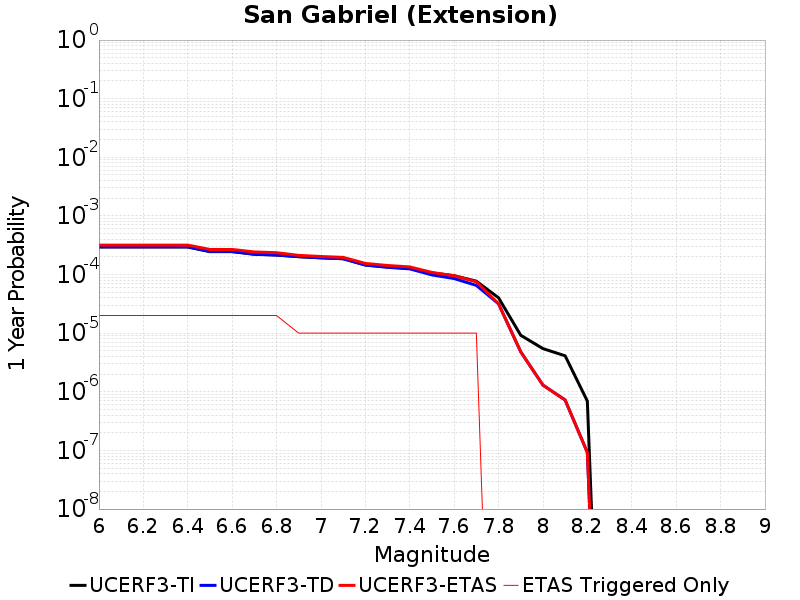 San Gabriel (Extension)
10^0
10^-1
10^-2
10^-3
10^-4
10^-5
10^-6
10^-7
10^-8
1 Year Probability
6 6.2 6.4 6.6 6.8 7 7.2 7.4 7.6 7.8 8 8.2 8.4 8.6 8.8 9
Magnitude
UCERF3-TI UCERF3-TD UCERF3-ETAS ETAS Triggered Only